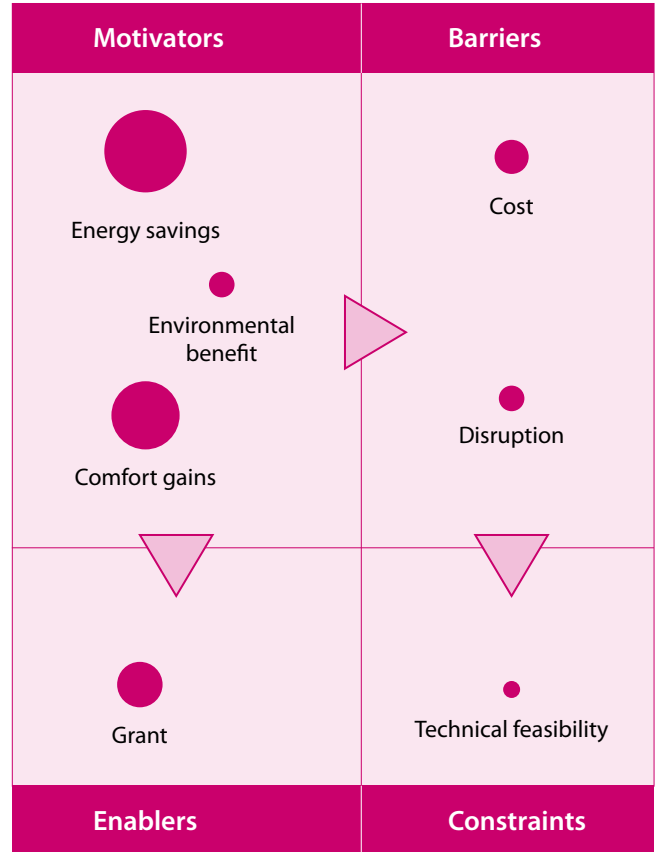 Motivators
Barriers
Energy savings
Cost
Environmental
benefit
Comfort gains
Disruption
Grant
Technical feasibility
Enablers
Constraints